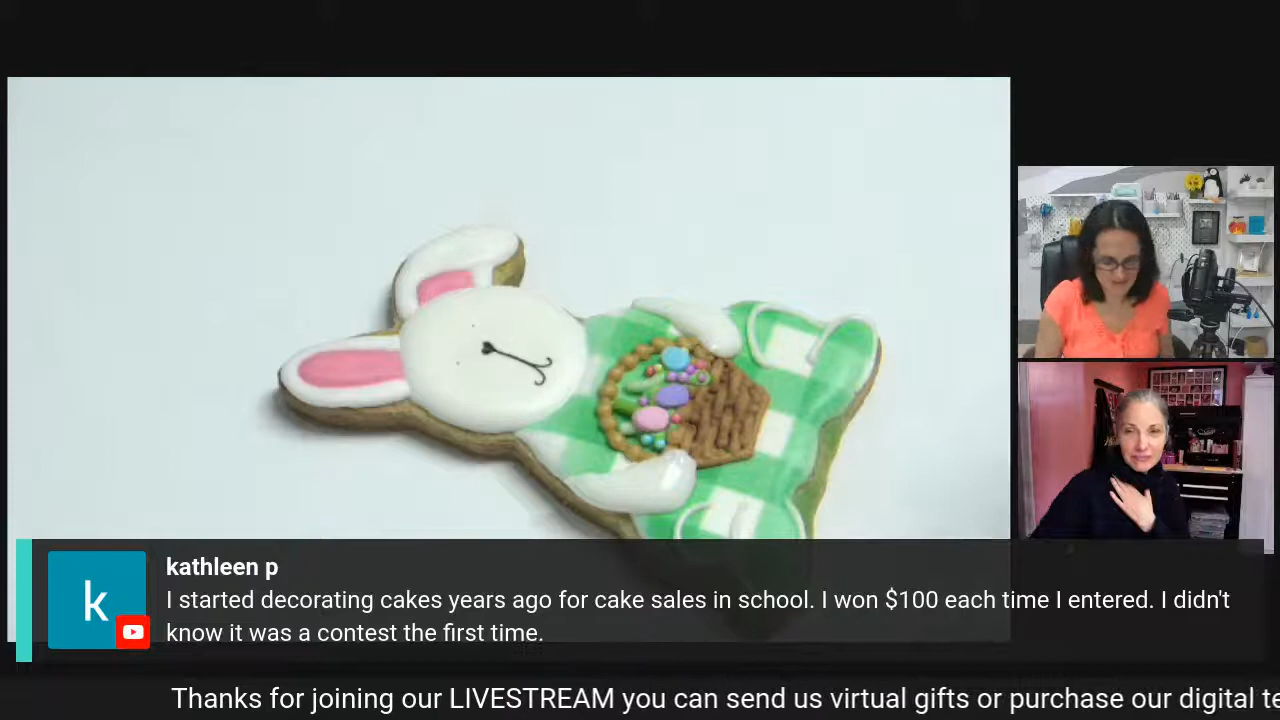 kathleen p
k
I started decorating cakes years ago for cake sales in school. I won $100 each time I entered. I didn't
know it was a contest the first time.
Thanks for joining our LIVESTREAM you can send us virtual gifts or purchase our digital